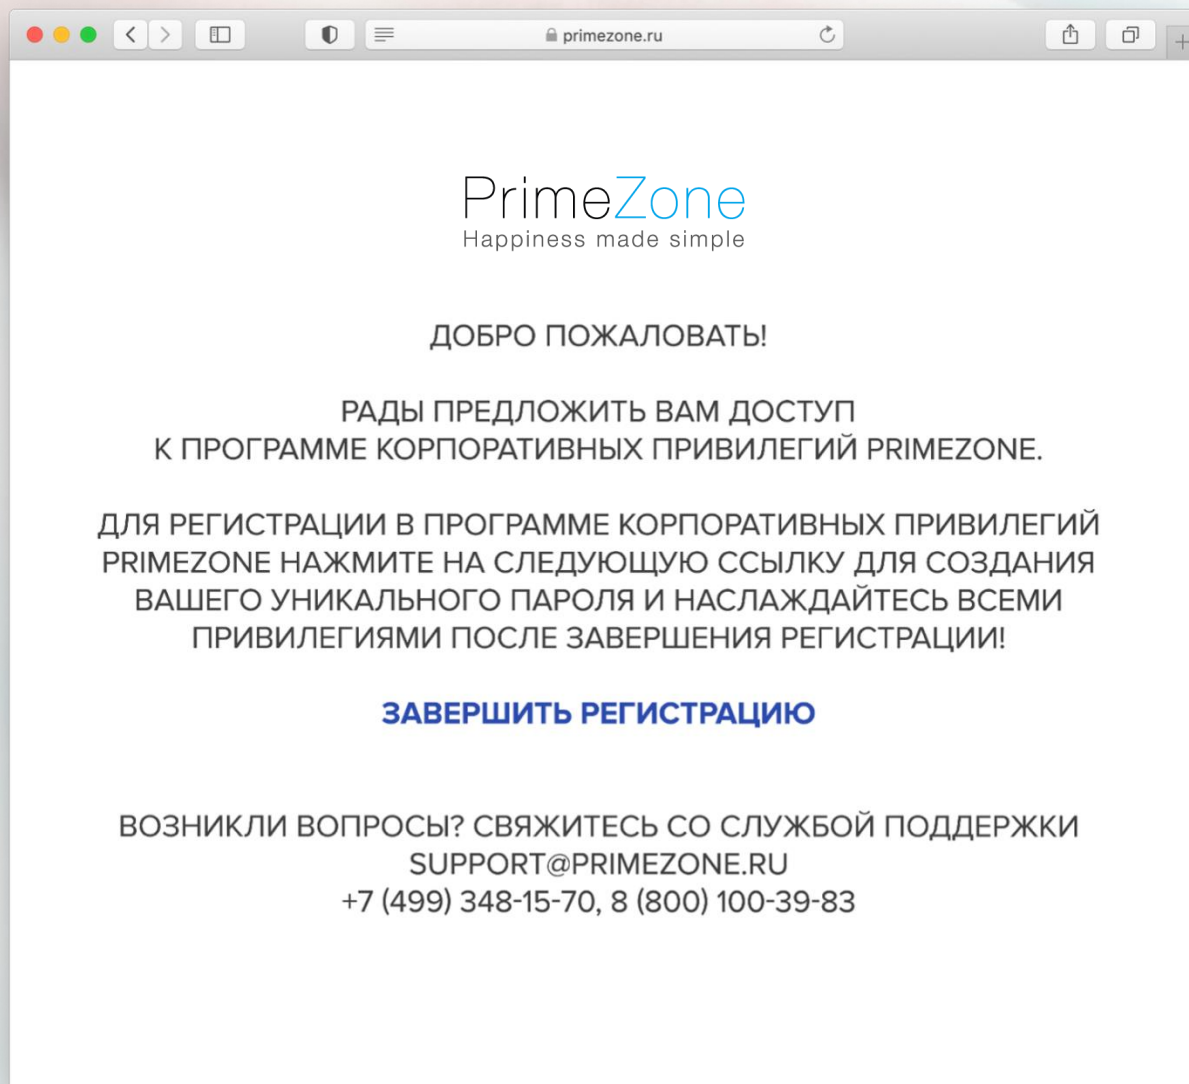 primezone.ru
PrimeZone
Happiness made simple
ДОБРО ПОЖАЛОВАТЬ!
РАДЫ ПРЕДЛОЖИТЬ ВАМ ДОСТУП
К ПРОГРАММЕ КОРПОРАТИВНЫХ ПРИВИЛЕГИЙ PRIMEZONE.
ДЛЯ РЕГИСТРАЦИИ В ПРОГРАММЕ КОРПОРАТИВНЫХ ПРИВИЛЕГИЙ
PRIMEZONE НАЖМИТЕ НА СЛЕДУЮЩУЮ ССЫЛКУ ДЛЯ СОЗДАНИЯ
ВАШЕГО УНИКАЛЬНОГО ПАРОЛЯ И НАСЛАЖДАЙТЕСЬ ВСЕМИ
ПРИВИЛЕГИЯМИ ПОСЛЕ ЗАВЕРШЕНИЯ РЕГИСТРАЦИИ!
ЗАВЕРШИТЬ РЕГИСТРАЦИЮ
ВОЗНИКЛИ ВОПРОСЫ? СВЯЖИТЕСЬ СО СЛУЖБОЙ ПОДДЕРЖКИ
SUPPORT@PRIMEZONE.RU
+7 (499) 348-15-70, 8 (800) 100-39-83